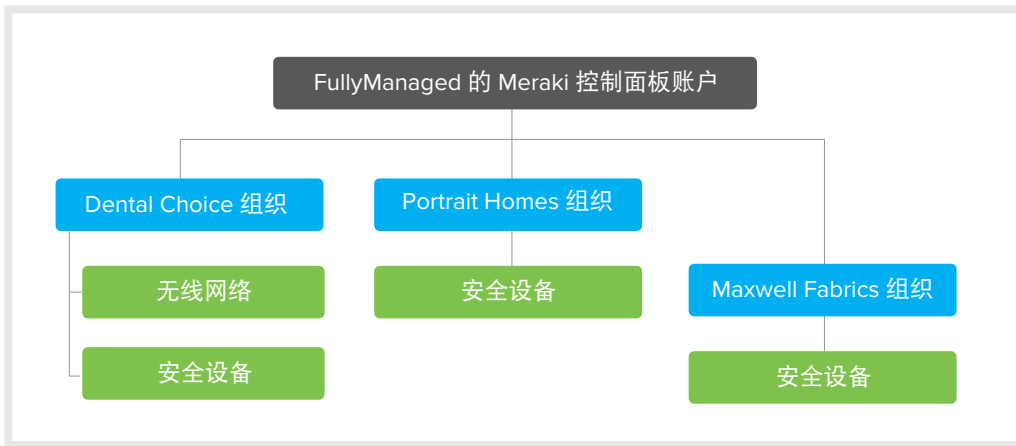 FullyManaged 的 Meraki 控制面板账户
Dental Choice 组织
无线网络
安全设备
Portrait Homes 组织
安全设备
Maxwell Fabrics 组织
安全设备